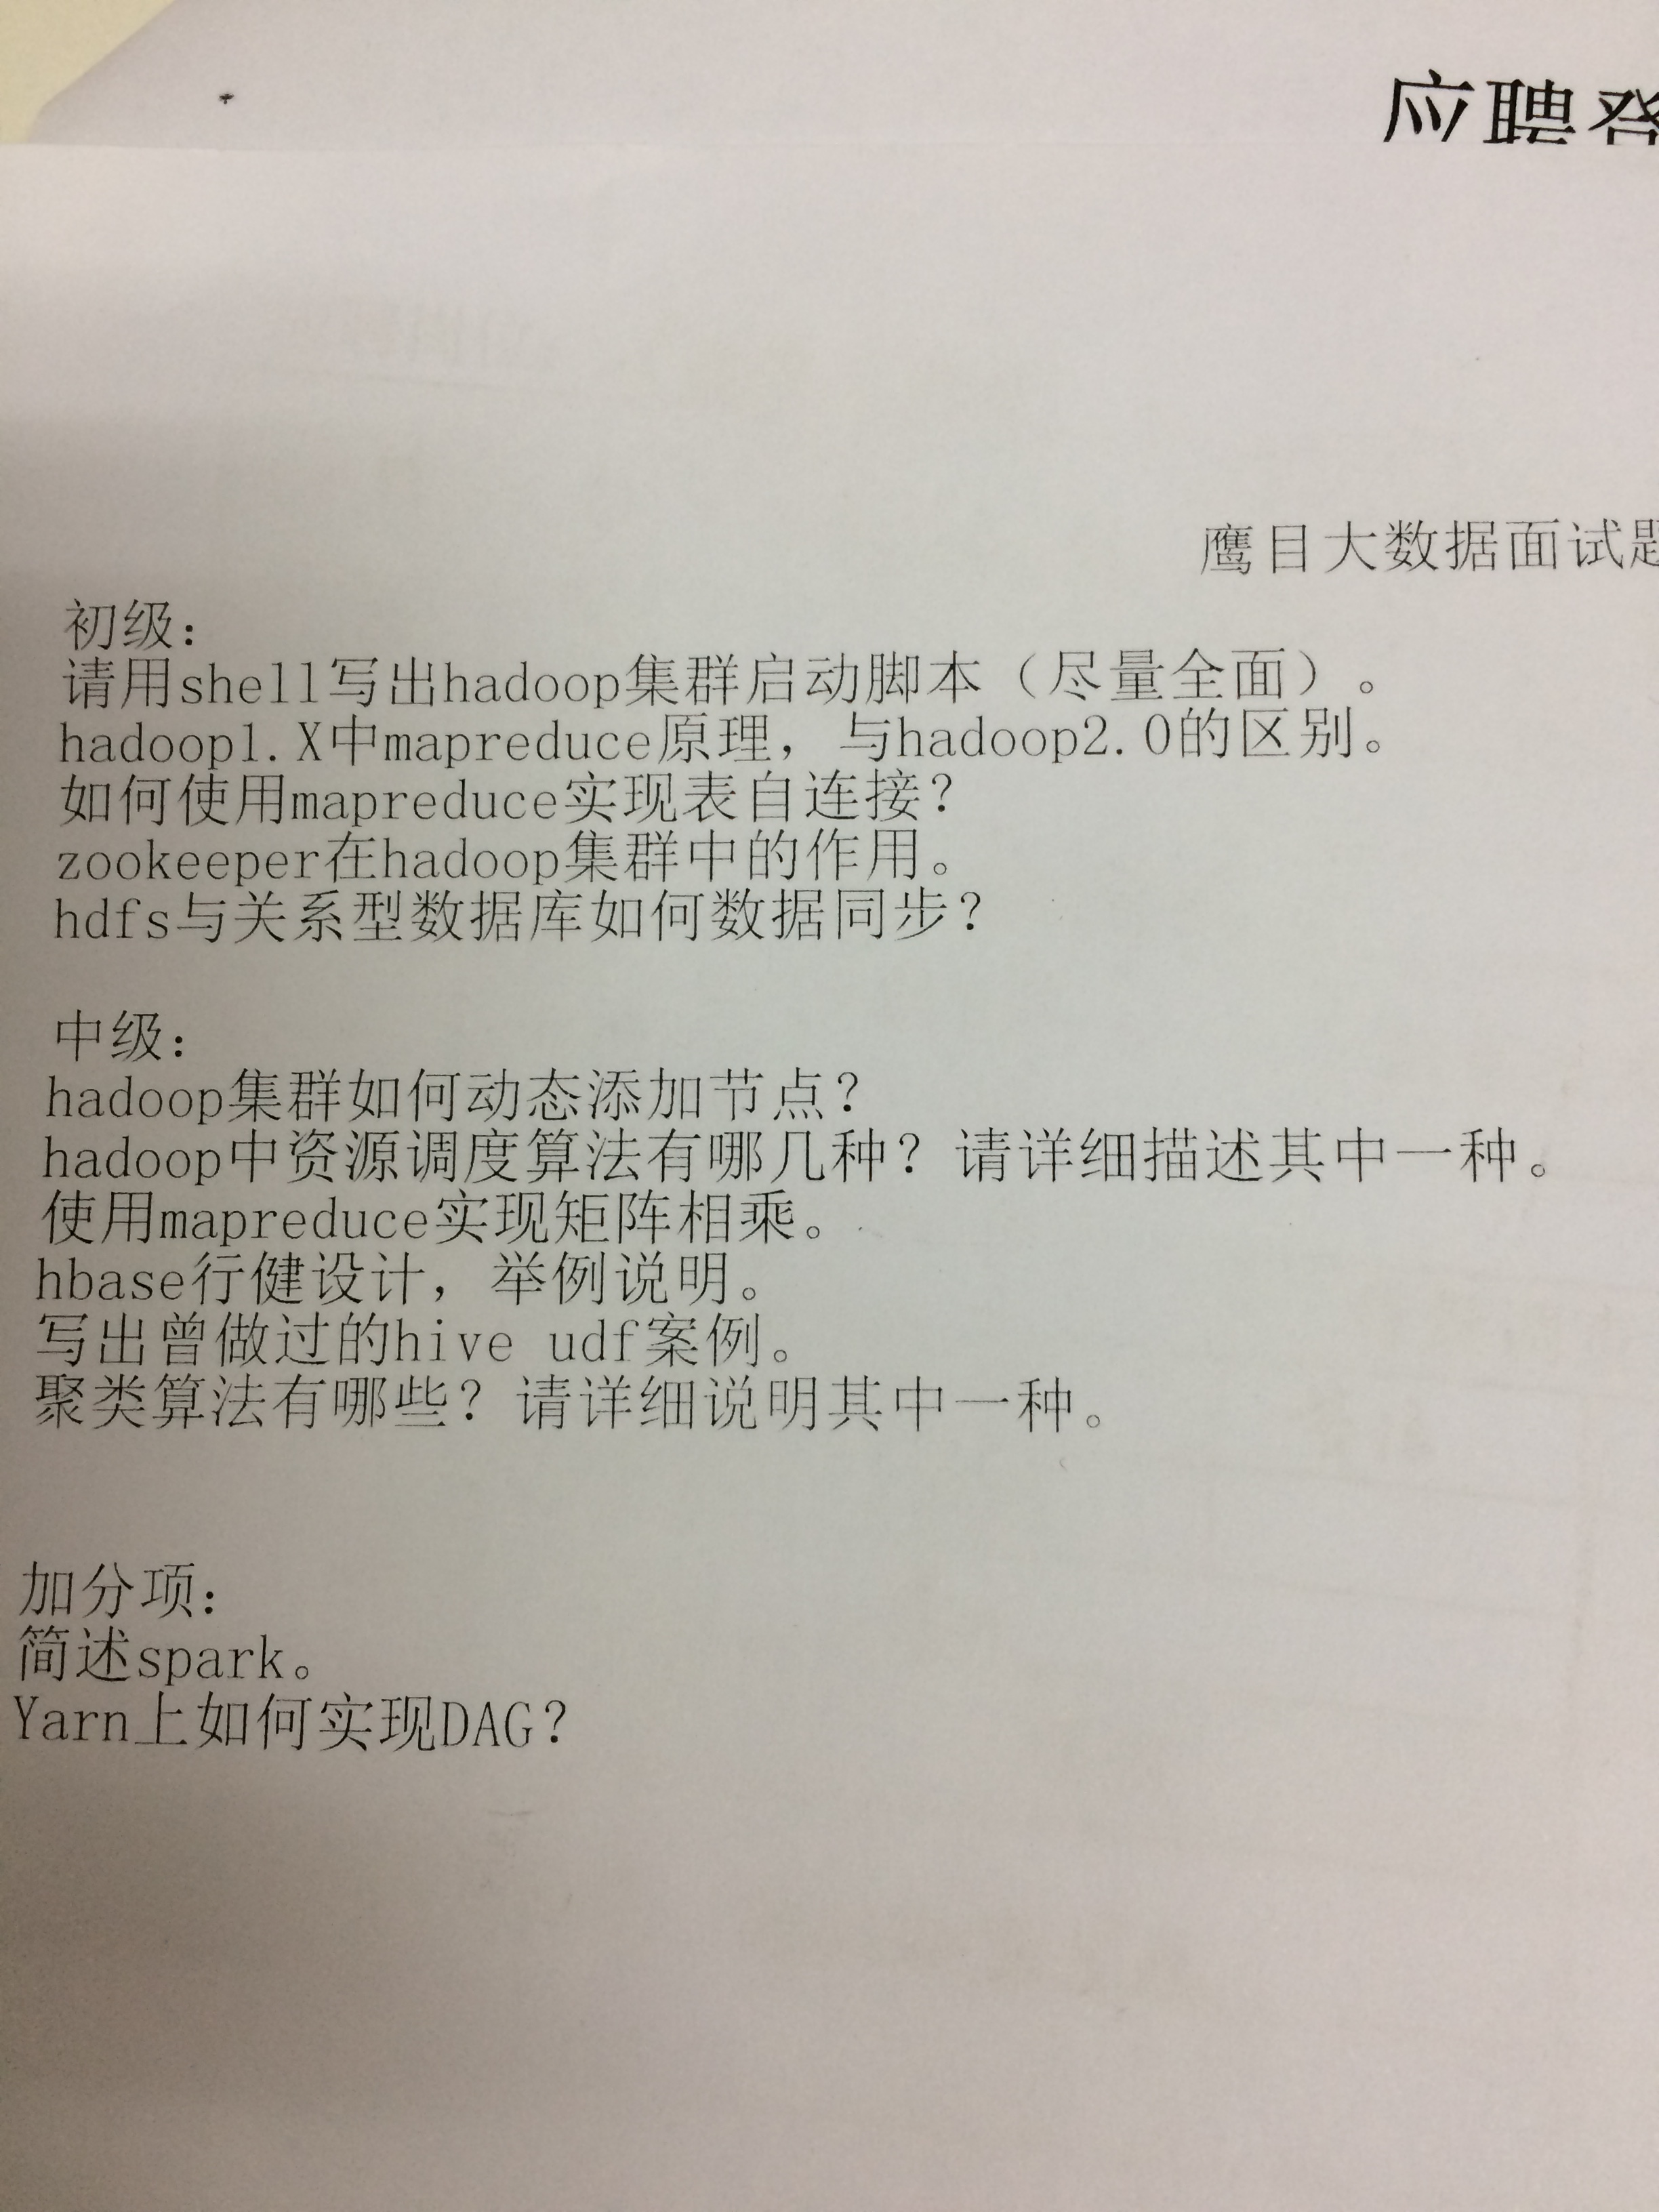 应聘
鹰目大数据面试题
初级：
请用shell写出hadoop集群启动脚本（尽量全面）。
hadoop1.X中mapreduce原理，与hadoop2.0的区别。
如何使用mapreduce实现表自连接？
zookeeper在hadoop集群中的作用。
hdfs与关系型数据库如何数据同步？
中级：
hadoop集群如何动态添加节点？
hadoop中资源调度算法有哪几种？请详细描述其中一种。
使用mapreduce实现矩阵相乘。
hbase行健设计，举例说明。
写出曾做过的hive udf案例。
聚类算法有哪些？请详细说明其中一种。
加分项：
简述spark。
Yarn上如何实现DAG？